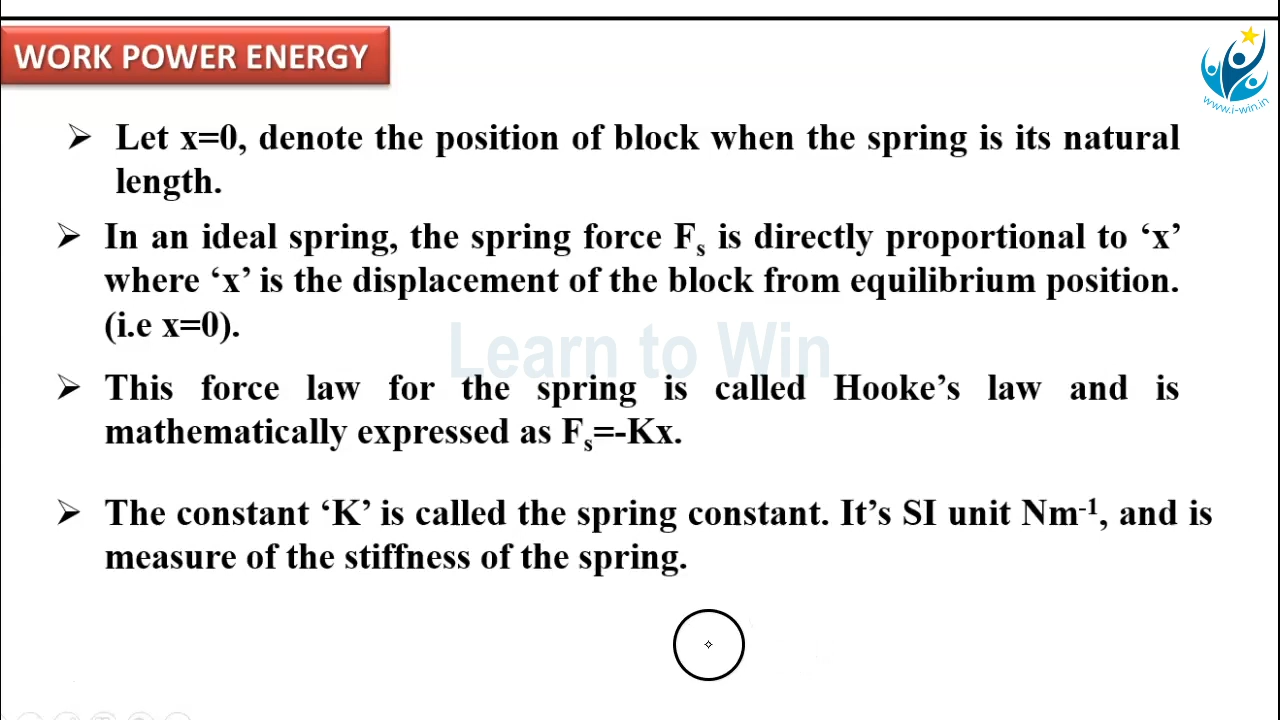 WORK POWER ENERGY
www.i-win.in
➢ Let x=0, denote the position of block when the spring is its natural
length.
➢ In an ideal spring, the spring force Fₛ is directly proportional to ‘x’
where ‘x’ is the displacement of the block from equilibrium position.
(i.e x=0).
Learn to Win
➢ This force law for the spring is called Hooke’s law and is
mathematically expressed as Fₛ=-Kx.
➢ The constant ‘K’ is called the spring constant. It’s SI unit Nm⁻¹, and is
measure of the stiffness of the spring.